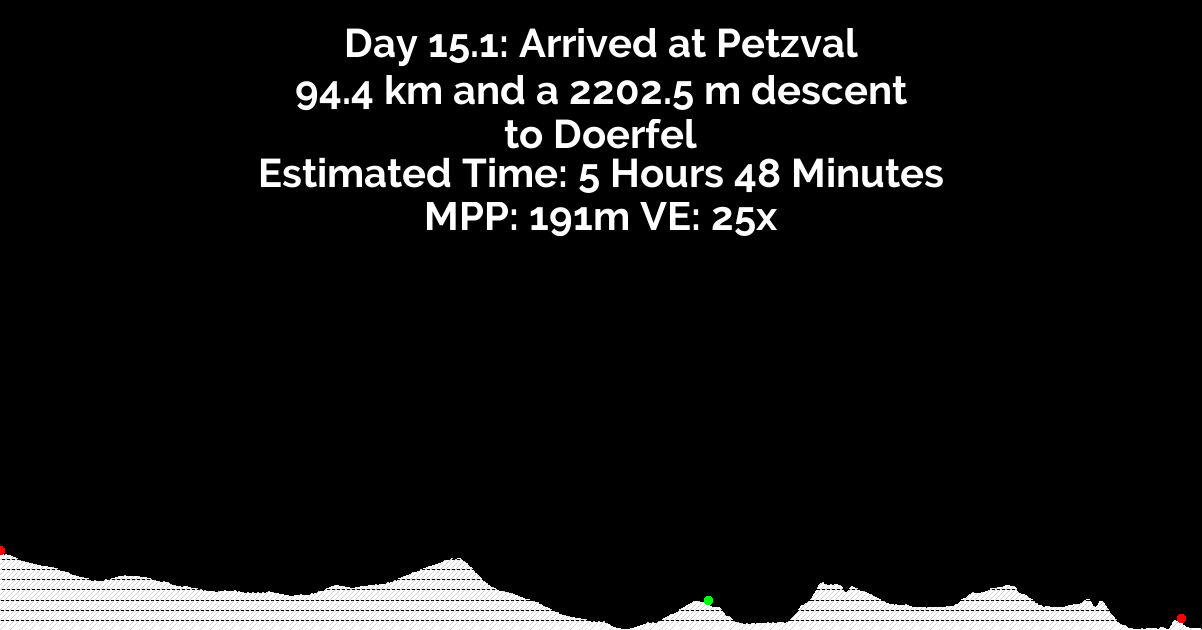 Day 15.1: Arrived at Petzval
94.4 km and a 2202.5 m descent
to Doerfel
Estimated Time: 5 Hours 48 Minutes
MPP: 191m VE: 25x